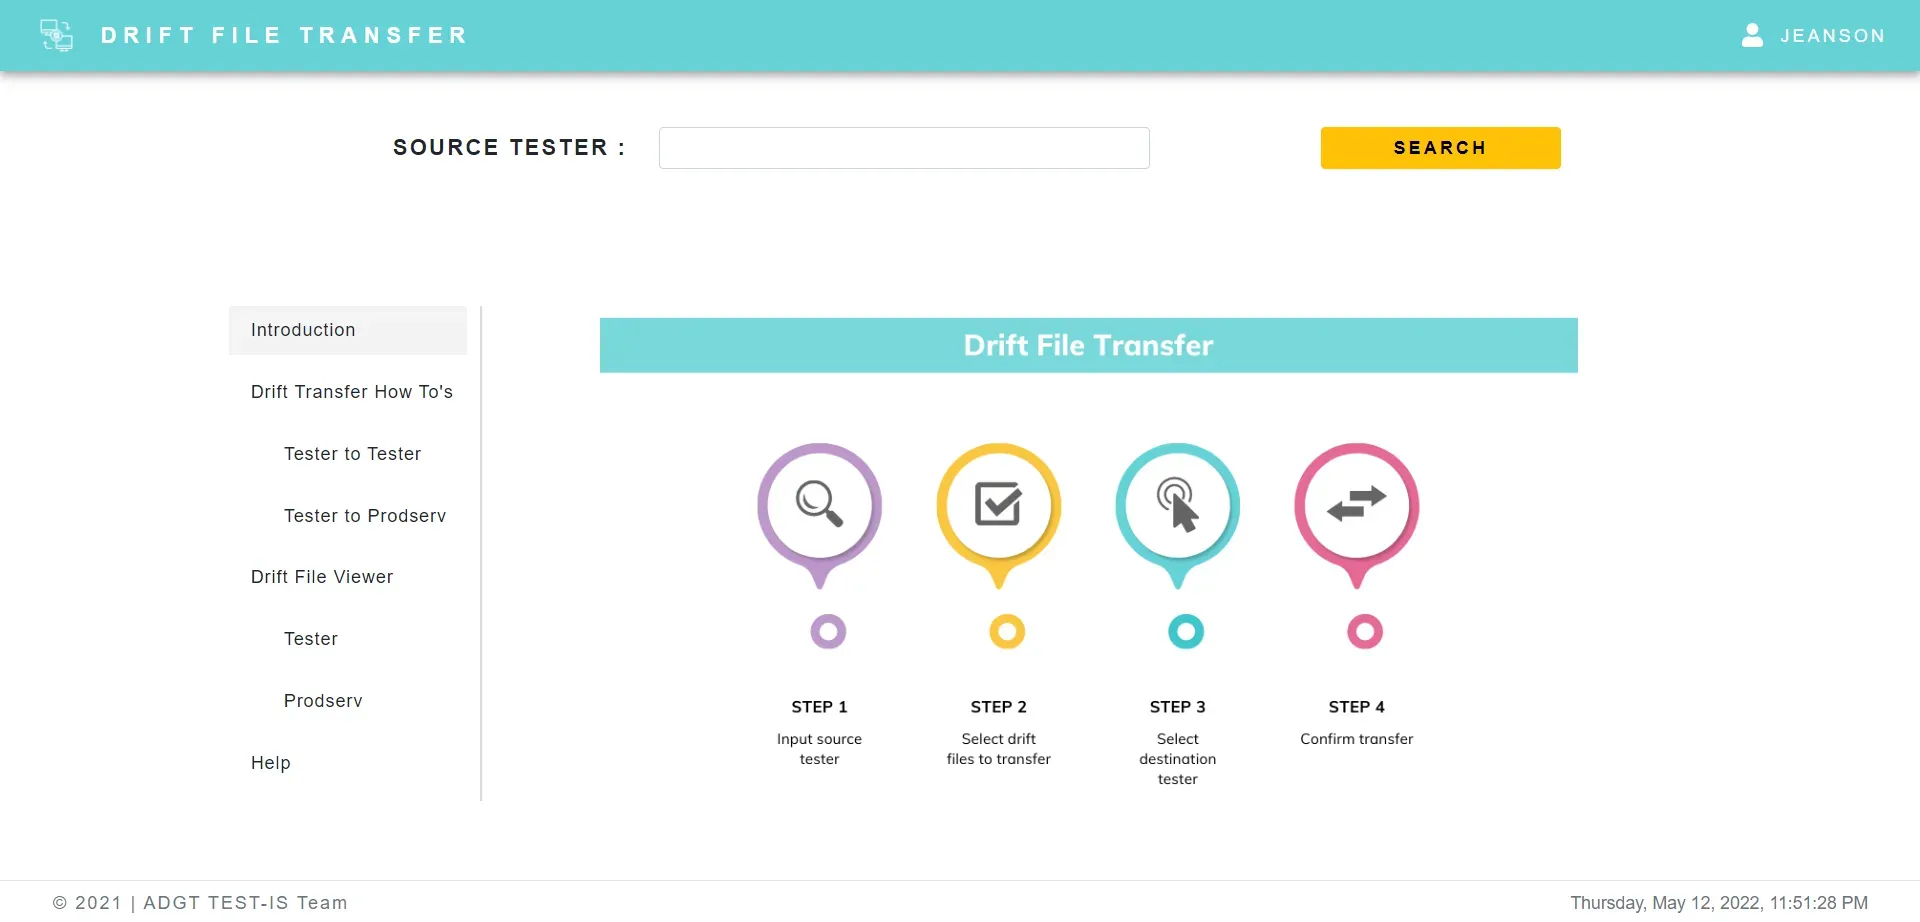 DRIFT FILE TRANSFER
JEANSON
SOURCE TESTER :
SEARCH
Introduction
Drift Transfer How To's
Tester to Tester
Tester to Prodserv
Drift File Viewer
Tester
Prodserv
Help
Drift File Transfer
STEP 1
Input source
tester
STEP 2
Select drift
files to transfer
STEP 3
Select
destination
tester
STEP 4
Confirm transfer
© 2021 | ADGT TEST-IS Team
Thursday, May 12, 2022, 11:51:28 PM